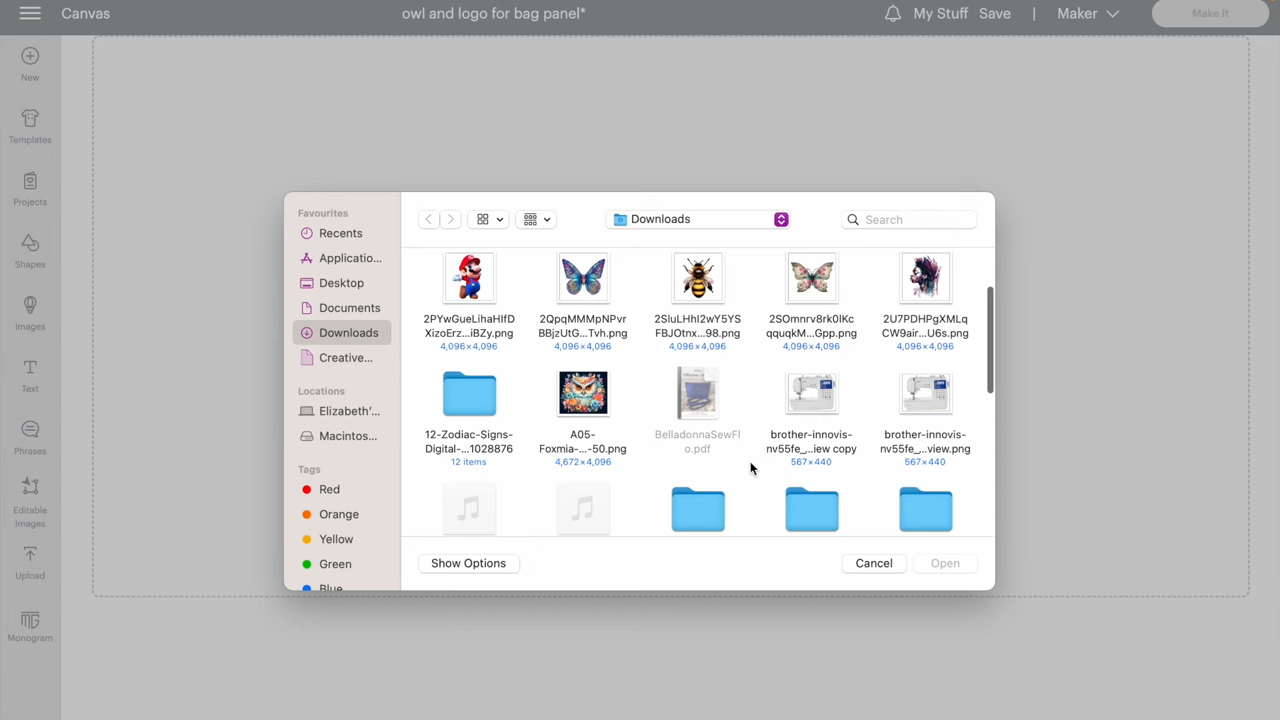 Canvas
owl and logo for bag panel*
My Stuff
Save
Maker
Make It
New
Templates
Projects
Shapes
Images
Text
Phrases
Editable
Images
Upload
Monogram
Favourites
Recents
Applicatio...
Desktop
Documents
Downloads
Creative...
Locations
Elizabeth'...
Macintos...
Tags
Red
Orange
Yellow
Green
Blue
Downloads
Search
2PYwGueLihaHIfD
XizoErz...iBZy.png
4,096×4,096
2QpqMMMpNPvr
BBjzUtG...Tvh.png
4,096×4,096
2SluLHhI2wY5YS
FBJOtnx...98.png
4,096×4,096
2SOmnrv8rk0IKc
qquqkM...Gpp.png
4,096×4,096
2U7PDHPgXMLq
CW9air...U6s.png
4,096×4,096
12-Zodiac-Signs-
Digital-...1028876
12 items
A05-
Foxmia-...-50.png
4,672×4,096
BelladonnaSewFl
o.pdf
brother-innovis-
nv55fe_...iew copy
567×440
brother-innovis-
nv55fe_...view.png
567×440
Show Options
Cancel
Open